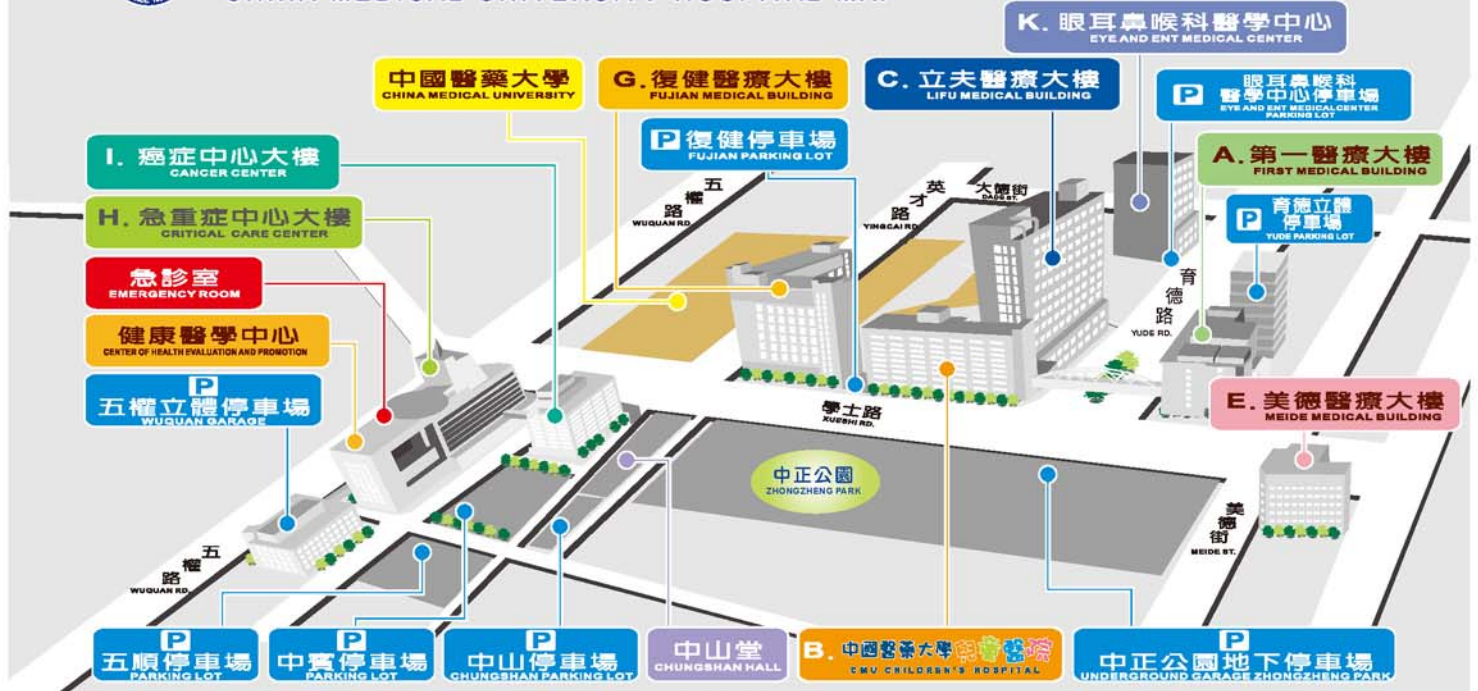 K. 眼耳鼻喉科醫學中心
EYE AND ENT MEDICAL CENTER
中國醫藥大學
CHINA MEDICAL UNIVERSITY
G. 復健醫療大樓
FUJIAN MEDICAL BUILDING
C. 立夫醫療大樓
LIFU MEDICAL BUILDING
P 眼耳鼻喉科
醫學中心停車場
EYE AND ENT MEDICALCENTER
PARKING LOT
P 復健停車場
FUJIAN PARKING LOT
I. 癌症中心大樓
CANCER CENTER
A. 第一醫療大樓
FIRST MEDICAL BUILDING
五權路
WUQUAN RD.
英才路
YINGCAI RD.
大德街
DADE ST.
H. 急重症中心大樓
CRITICAL CARE CENTER
P 育德立體
停車場
YUDE PARKING LOT
急診室
EMERGENCY ROOM
育德路
YUDE RD.
健康醫學中心
CENTER OF HEALTH EVALUATION AND PROMOTION
P
五權立體停車場
WUQUAN GARAGE
E. 美德醫療大樓
MEIDE MEDICAL BUILDING
學士路
XUESHI RD.
中正公園
ZHONGZHENG PARK
美德街
MEIDE ST.
五權路
WUQUAN RD.
P
五順停車場
PARKING LOT
P
中賓停車場
PARKING LOT
P
中山停車場
CHUNGSHAN PARKING LOT
中山堂
CHUNGSHAN HALL
B. 中國醫藥大學兒童醫院
CMU CHILDREN'S HOSPITAL
P
中正公園地下停車場
UNDERGROUND GARAGE ZHONGZHENG PARK